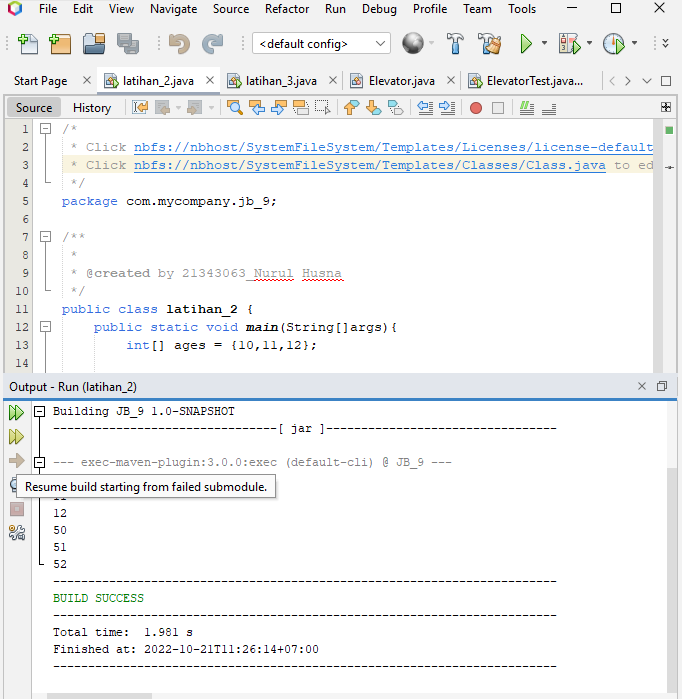 File Edit View Navigate Source Refactor Run Debug Profile Team Tools
<default config>
Start Page latihan_2.java latihan_3.java Elevator.java ElevatorTest.java...
Source History
1 /*
2 * Click nbfs://nbhost/SystemFileSystem/Templates/Licenses/license-default
3 * Click nbfs://nbhost/SystemFileSystem/Templates/Classes/Class.java to ed
4 */
5 package com.mycompany.jb_9;
6
7 /**
8 *
9 * @created by 21343063_Nurul Husna
10 */
11 public class latihan_2 {
12 public static void main(String[]args){
13 int[] ages = {10,11,12};
14
Output - Run (latihan_2)
Building JB_9 1.0-SNAPSHOT
--------------------------------[ jar ]---------------------------------
--- exec-maven-plugin:3.0.0:exec (default-cli) @ JB_9 ---
Resume build starting from failed submodule.
12
50
51
52
------------------------------------------------------------------------
BUILD SUCCESS
------------------------------------------------------------------------
Total time: 1.981 s
Finished at: 2022-10-21T11:26:14+07:00
------------------------------------------------------------------------